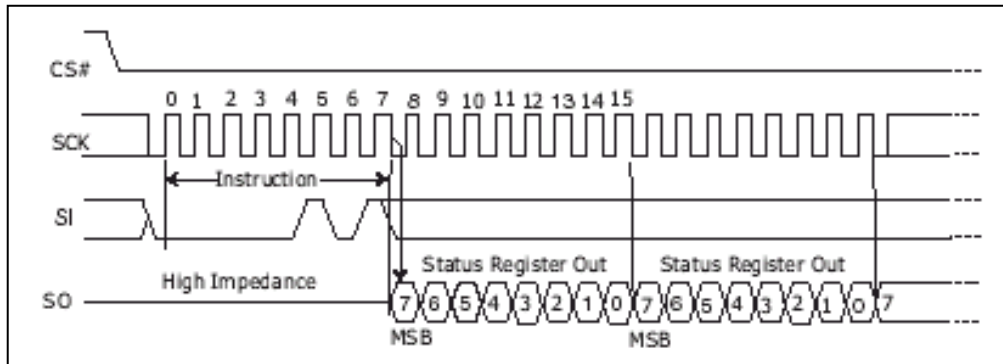 CS#
0 1 2 3 4 5 6 7 8 9 10 11 12 13 14 15
SCK
Instruction
SI
High Impedance
Status Register Out Status Register Out
SO 7 6 5 4 3 2 1 0 7 6 5 4 3 2 1 0 7
MSB MSB